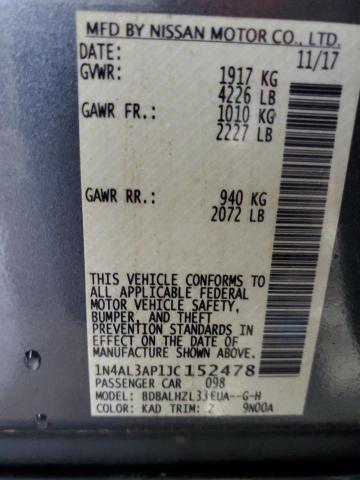 MFD BY NISSAN MOTOR CO., LTD.
DATE: 11/17
GVWR: 1917 KG
4226 LB
GAWR FR.: 1010 KG
2227 LB
GAWR RR.: 940 KG
2072 LB
THIS VEHICLE CONFORMS TO
ALL APPLICABLE FEDERAL
MOTOR VEHICLE SAFETY,
BUMPER, AND THEFT
PREVENTION STANDARDS
IN EFFECT ON THE DATE OF
MANUFACTURE SHOWN ABOVE.
1N4AL3AP1JC152478
PASSENGER CAR 098
MODEL: BDBALHZL33EUA--G-H
COLOR: KAD TRIM: Z 9N00A